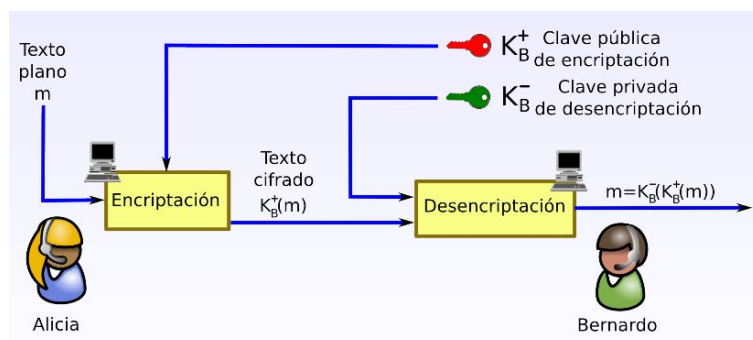 Texto
plano
m
K_B^+ Clave pública
de encriptación
K_B^- Clave privada
de desencriptación
Encriptación
Texto
cifrado
K_B^+(m)
Desencriptación
m=K_B^-(K_B^+(m))
Alicia
Bernardo